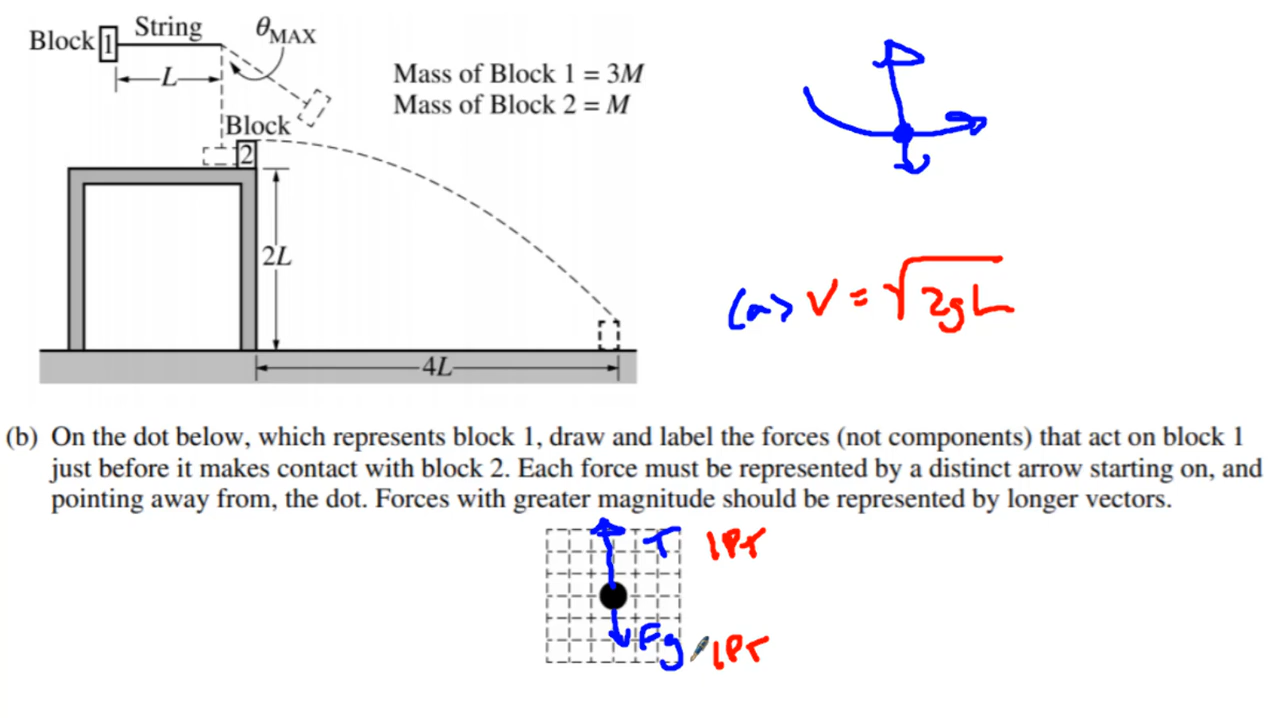 String
θMAX
Block 1
L
Mass of Block 1 = 3M
Mass of Block 2 = M
Block
2
2L
4L
(a) V = √2gL
(b) On the dot below, which represents block 1, draw and label the forces (not components) that act on block 1
just before it makes contact with block 2. Each force must be represented by a distinct arrow starting on, and
pointing away from, the dot. Forces with greater magnitude should be represented by longer vectors.
T 1PT
Fg 1PT